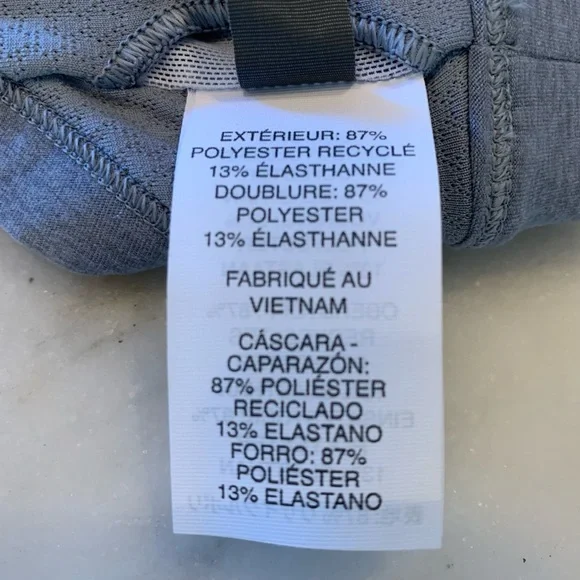 EXTÉRIEUR: 87%
POLYESTER RECYCLÉ
13% ÉLASTHANNE
DOUBLURE: 87%
POLYESTER
13% ÉLASTHANNE
FABRIQUÉ AU
VIETNAM
CÁSCARA -
CAPARAZÓN:
87% POLIÉSTER
RECICLADO
13% ELASTANO
FORRO: 87%
POLIÉSTER
13% ELASTANO